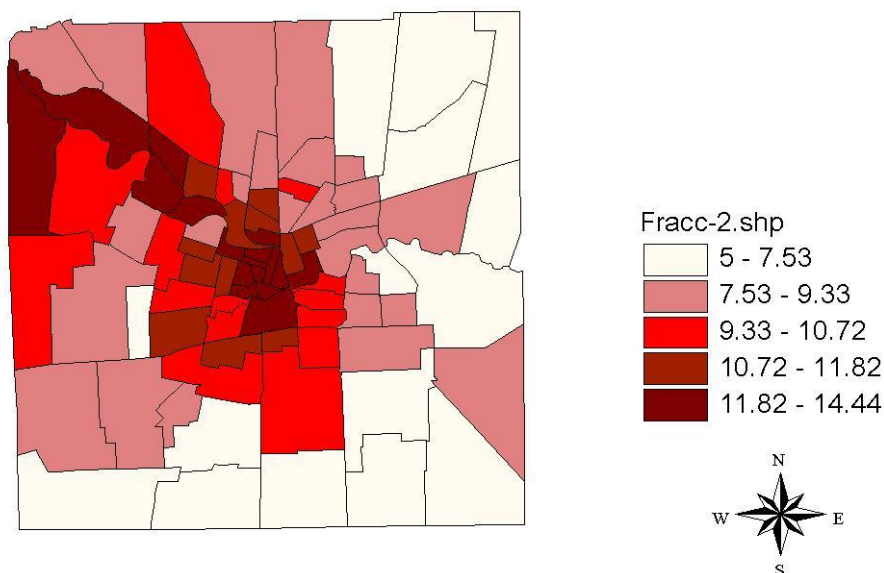 Fracc-2.shp
5 - 7.53
7.53 - 9.33
9.33 - 10.72
10.72 - 11.82
11.82 - 14.44
N
W E
S